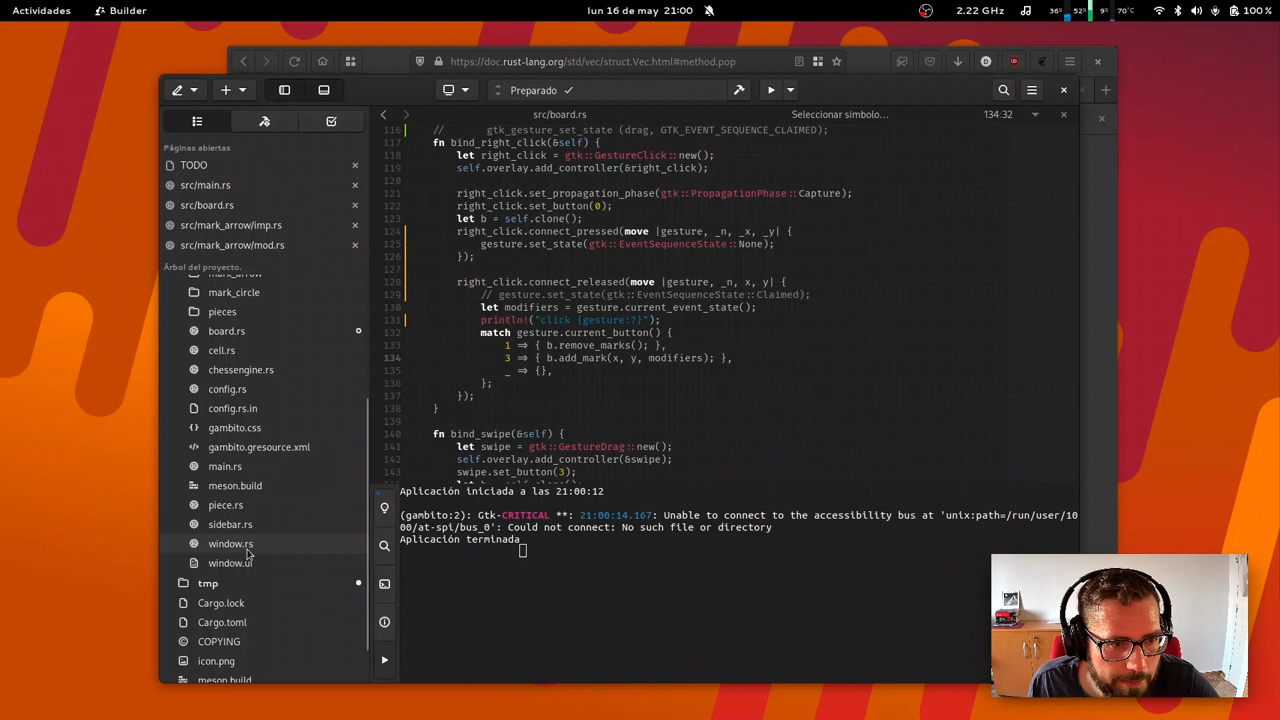 Actividades
Builder
lun 16 de may 21:00
2.22 GHz
36%
52%
9%
70°C
100 %
https://doc.rust-lang.org/std/vec/struct.Vec.html#method.pop
Preparado ✓
src/board.rs
Seleccionar símbolo…
134:32
Páginas abiertas
TODO
src/main.rs
src/board.rs
src/mark_arrow/imp.rs
src/mark_arrow/mod.rs
Árbol del proyecto.
mark_arrow
mark_circle
pieces
board.rs
cell.rs
chessengine.rs
config.rs
config.rs.in
gambito.css
gambito.gresource.xml
main.rs
meson.build
piece.rs
sidebar.rs
window.rs
window.ui
tmp
Cargo.lock
Cargo.toml
COPYING
icon.png
meson.build
116 // gtk_gesture_set_state (drag, GTK_EVENT_SEQUENCE_CLAIMED);
117 fn bind_right_click(&self) {
118 let right_click = gtk::GestureClick::new();
119 self.overlay.add_controller(&right_click);
120
121 right_click.set_propagation_phase(gtk::PropagationPhase::Capture);
122 right_click.set_button(0);
123 let b = self.clone();
124 right_click.connect_pressed(move |gesture, _n, _x, _y| {
125 gesture.set_state(gtk::EventSequenceState::None);
126 });
127
128 right_click.connect_released(move |gesture, _n, x, y| {
129 // gesture.set_state(gtk::EventSequenceState::Claimed);
130 let modifiers = gesture.current_event_state();
131 println!("click {gesture:?}");
132 match gesture.current_button() {
133 1 => { b.remove_marks(); },
134 3 => { b.add_mark(x, y, modifiers); },
135 _ => {},
136 };
137 });
138 }
139
140 fn bind_swipe(&self) {
141 let swipe = gtk::GestureDrag::new();
142 self.overlay.add_controller(&swipe);
143 swipe.set_button(3);
Aplicación iniciada a las 21:00:12
(gambito:2): Gtk-CRITICAL **: 21:00:14.167: Unable to connect to the accessibility bus at 'unix:path=/run/user/10
00/at-spi/bus_0': Could not connect: No such file or directory
Aplicación terminada